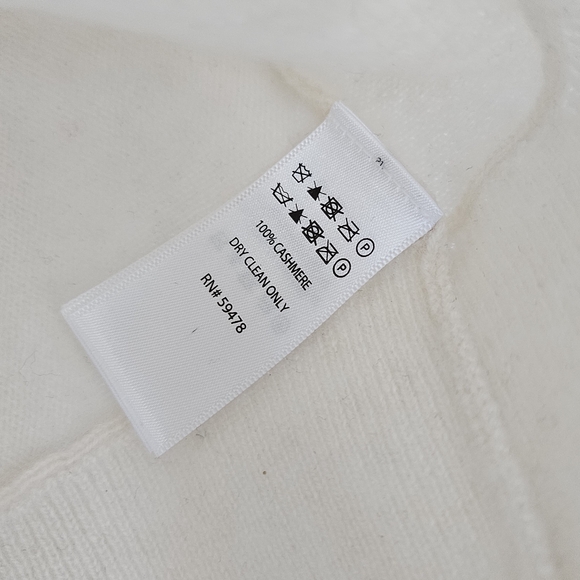 P
P
100% CASHMERE
DRY CLEAN ONLY
RN# 59478